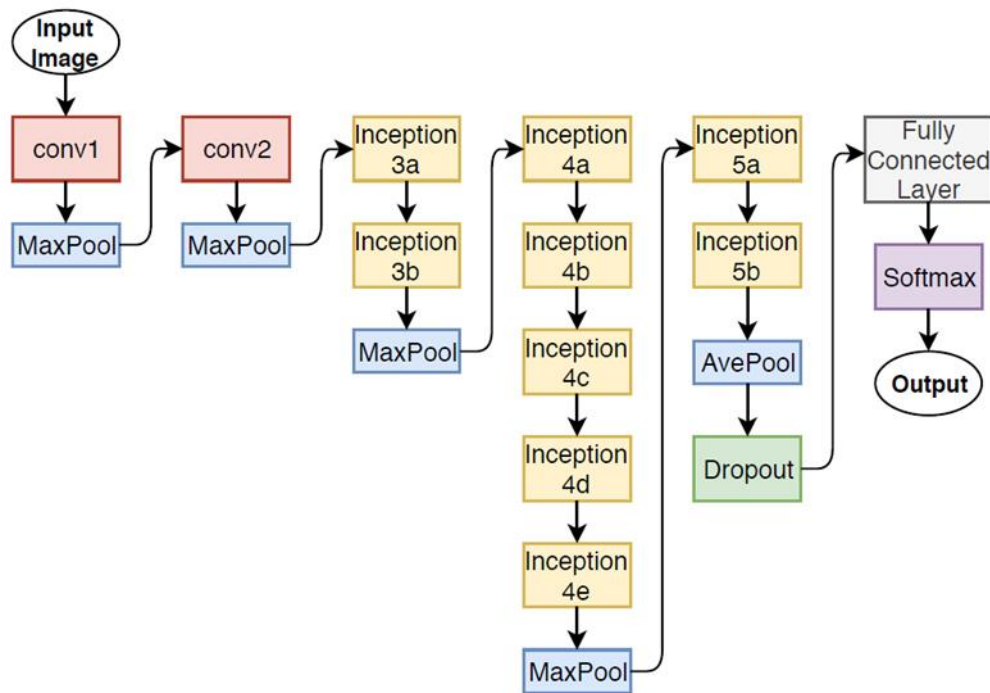 Input
Image
conv1
MaxPool
conv2
MaxPool
Inception
3a
Inception
3b
MaxPool
Inception
4a
Inception
4b
Inception
4c
Inception
4d
Inception
4e
MaxPool
Inception
5a
Inception
5b
AvePool
Dropout
Fully
Connected
Layer
Softmax
Output